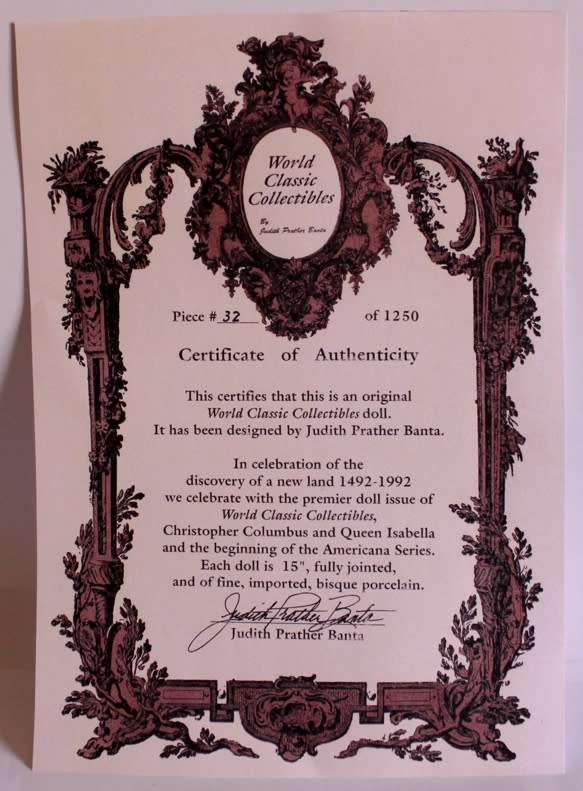 World
Classic
Collectibles
By
Judith Prather Banta
Piece # 32 of 1250
Certificate of Authenticity
This certifies that this is an original
World Classic Collectibles doll.
It has been designed by Judith Prather Banta.
In celebration of the
discovery of a new land 1492-1992
we celebrate with the premier doll issue of
World Classic Collectibles,
Christopher Columbus and Queen Isabella
and the beginning of the Americana Series.
Each doll is 15", fully jointed,
and of fine, imported, bisque porcelain.
Judith Prather Banta
Judith Prather Banta